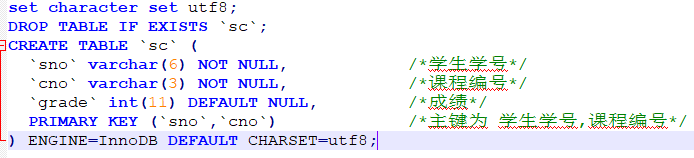 set character set utf8;
DROP TABLE IF EXISTS `sc`;
CREATE TABLE `sc` (
`sno` varchar(6) NOT NULL, /*学生学号*/
`cno` varchar(3) NOT NULL, /*课程编号*/
`grade` int(11) DEFAULT NULL, /*成绩*/
PRIMARY KEY (`sno`,`cno`) /*主键为 学生学号,课程编号*/
) ENGINE=InnoDB DEFAULT CHARSET=utf8;